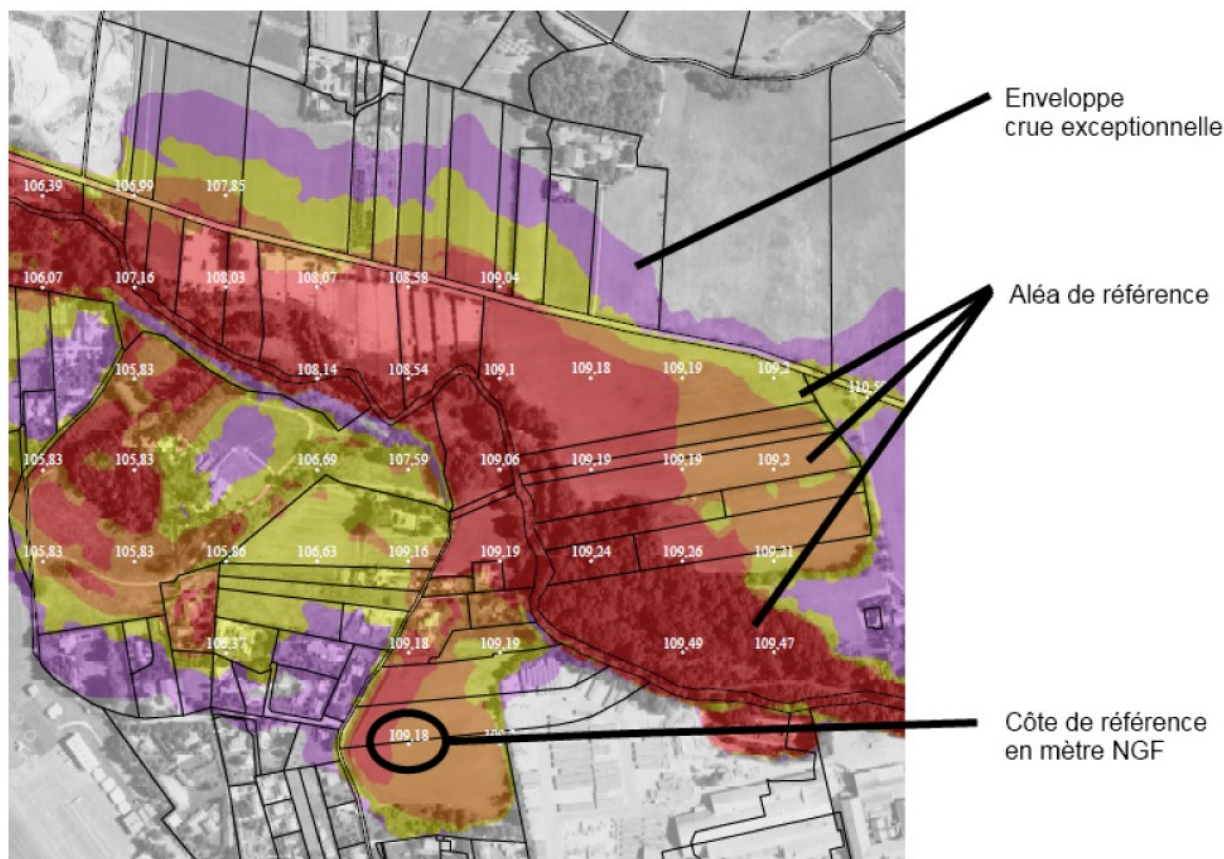 Enveloppe
crue exceptionnelle
106,39 106,99 107,85
106,07 107,16 108,03 108,07 108,58 109,04
Aléa de référence
105,83 108,14 108,54 109,1 109,18 109,19 109,2
105,83 105,83 106,69 107,59 109,06 109,19 109,19 109,2
105,83 105,83 105,86 106,63 109,16 109,19 109,24 109,26 109,21
106,37 109,18 109,19 109,49 109,47
109,18
Côte de référence
en mètre NGF